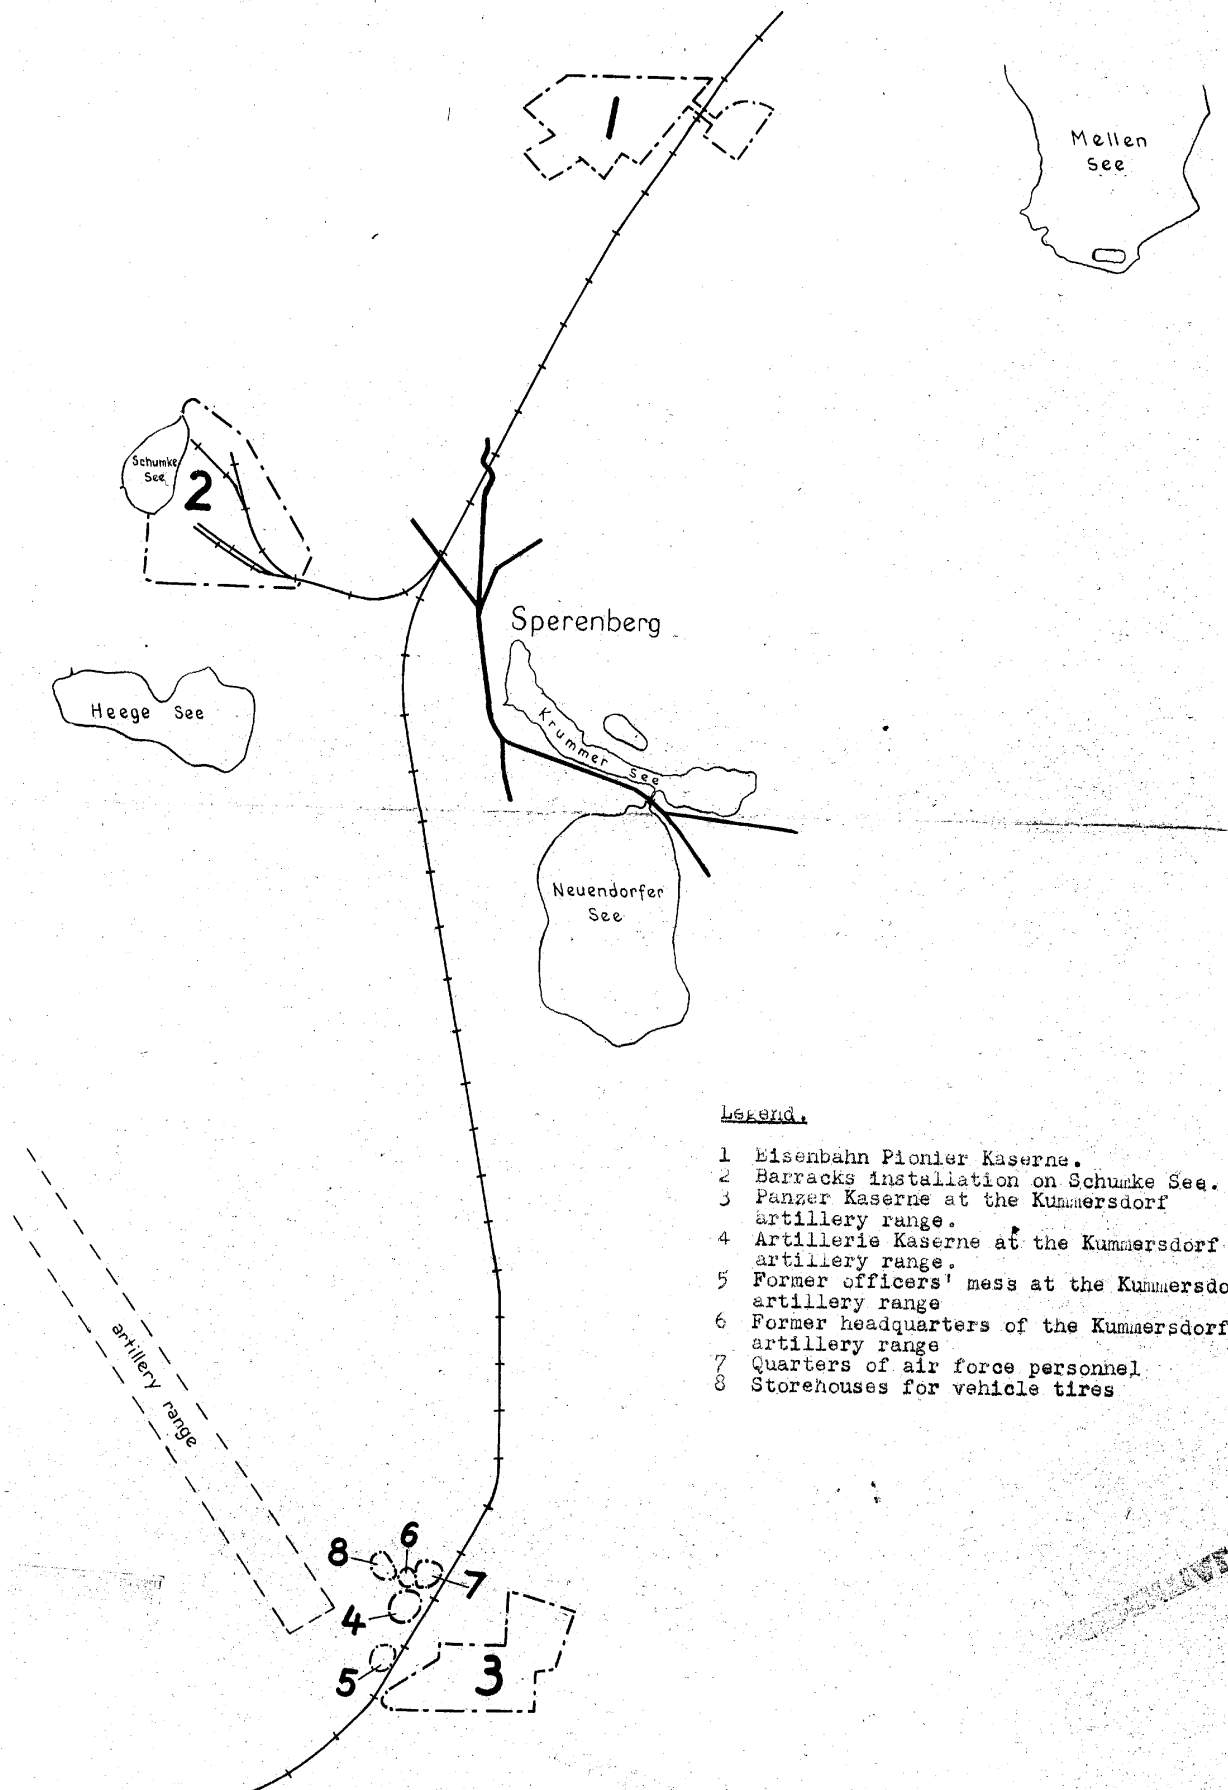 1
Mellen
See
Schumke
See
2
Sperenberg
Heege See
Krummer See
Neuendorfer
See
Legend.
1 Eisenbahn Pionier Kaserne.
2 Barracks installation on Schumke See.
3 Panzer Kaserne at the Kummersdorf
artillery range.
4 Artillerie Kaserne at the Kummersdorf
artillery range.
5 Former officers' mess at the Kummersdo
artillery range
6 Former headquarters of the Kummersdorf
artillery range
7 Quarters of air force personnel
8 Storehouses for vehicle tires
artillery range
6
8
7
4
5
3